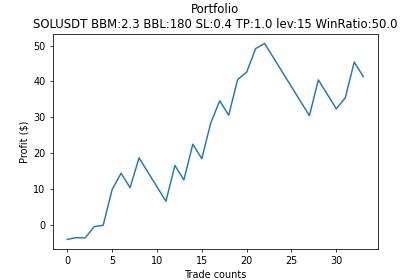 Portfolio
SOLUSDT BBM:2.3 BBL:180 SL:0.4 TP:1.0 lev:15 WinRatio:50.0
50
40
30
20
10
0
Profit ($)
0 5 10 15 20 25 30
Trade counts